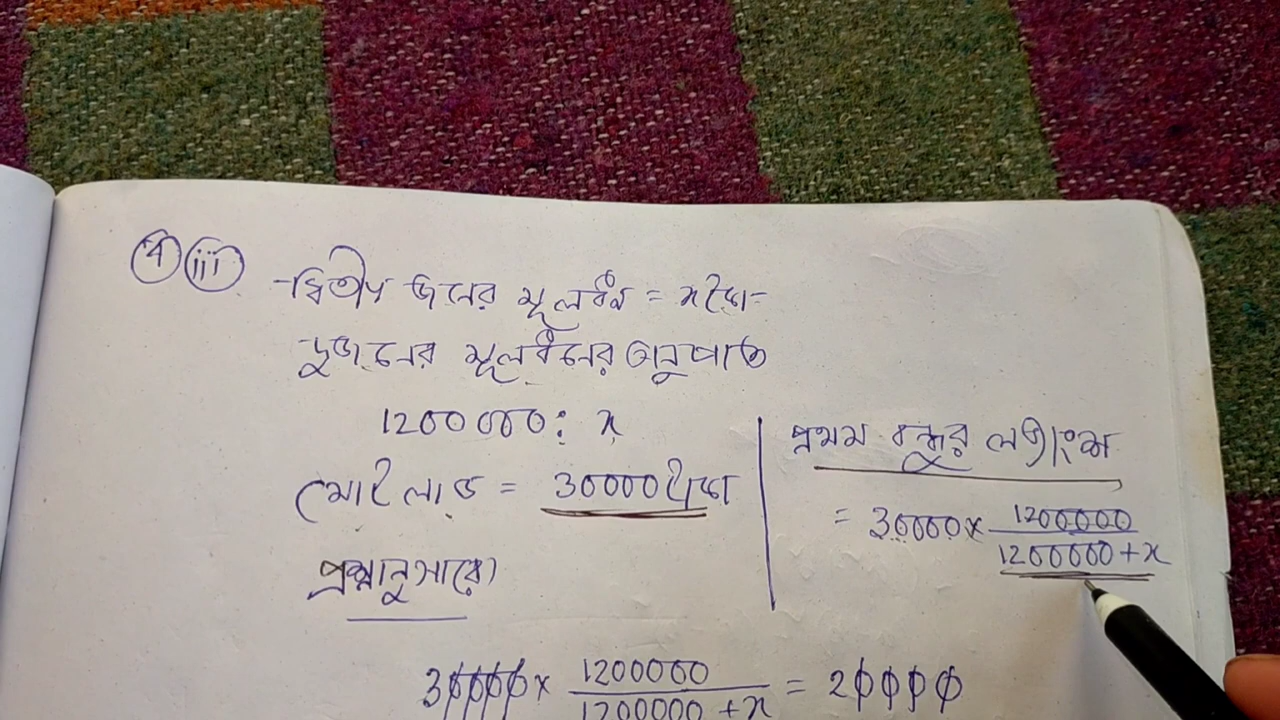 4 iii
দ্বিতীয় জনের মূলধন = x টাকা
দুজনের মূলধনের অনুপাত
1200000 : x
মোট লাভ = 30000 টাকা
প্রশ্নানুসারে
30000 × 1200000 / 1200000 + x = 20000
প্রথম বন্ধুর লভ্যাংশ
= 30000 × 1200000 / 1200000 + x